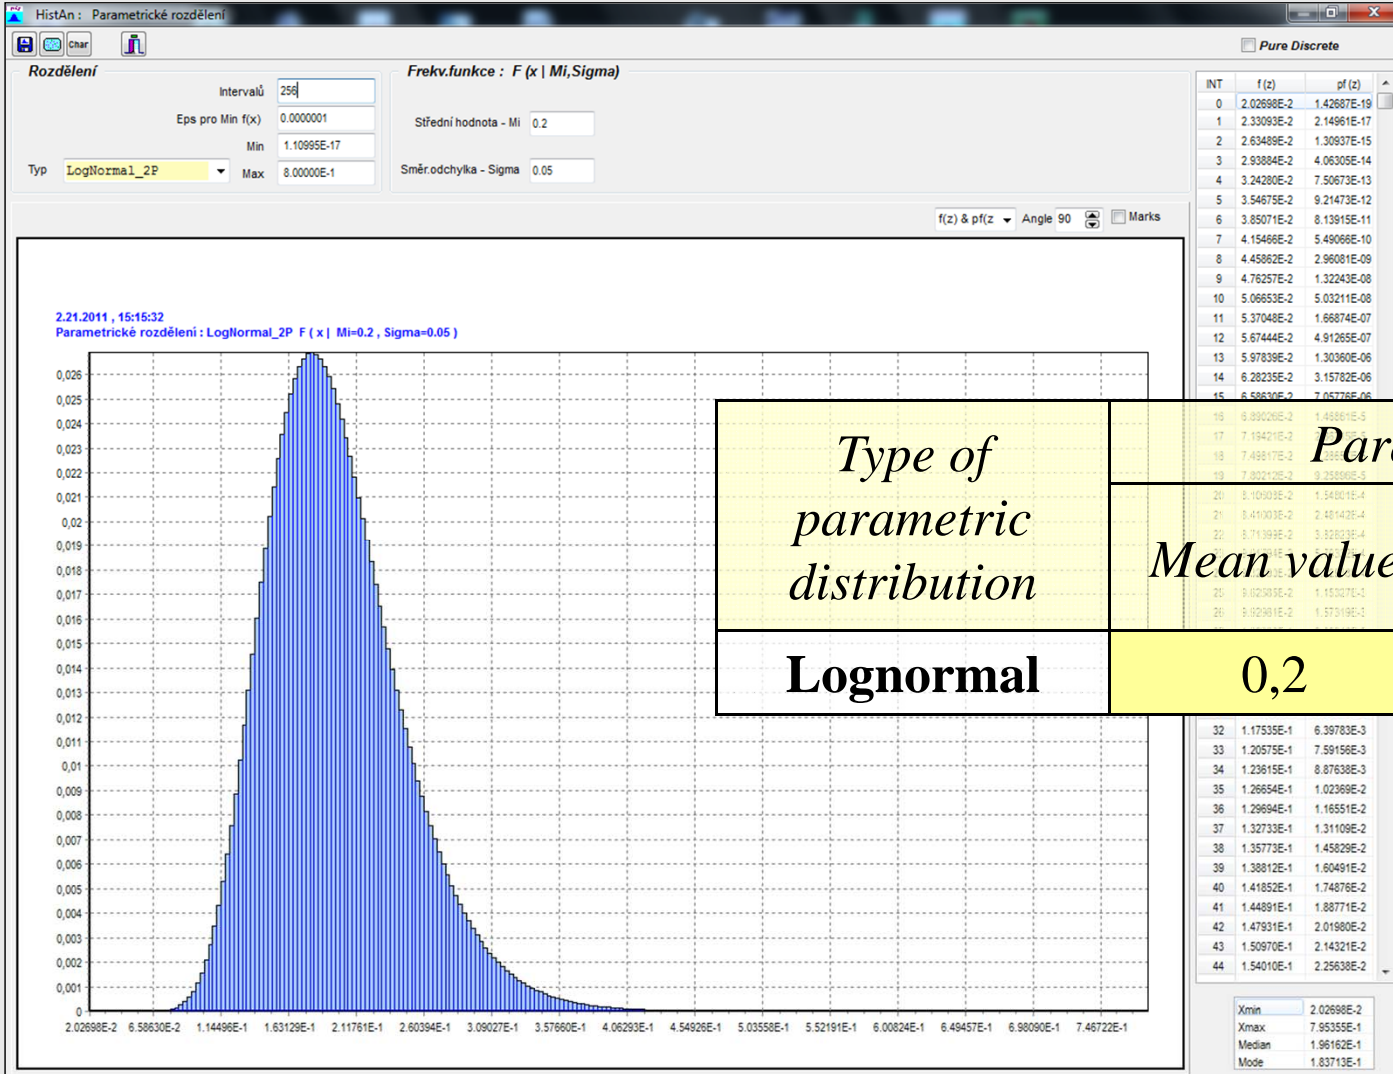 HistAn : Parametrické rozdělení
Char
Pure Discrete
Rozdělení
Intervalů 256
Eps pro Min f(x) 0.0000001
Min 1.10995E-17
Typ LogNormal_2P Max 8.00000E-1
Frekv.funkce : F (x | Mi,Sigma)
Střední hodnota - Mi 0.2
Směr.odchylka - Sigma 0.05
f(z) & pf(z Angle 90 Marks
2.21.2011 , 15:15:32
Parametrické rozdělení : LogNormal_2P F ( x | Mi=0.2 , Sigma=0.05 )
0,026
0,025
0,024
0,023
0,022
0,021
0,02
0,019
0,018
0,017
0,016
0,015
0,014
0,013
0,012
0,011
0,01
0,009
0,008
0,007
0,006
0,005
0,004
0,003
0,002
0,001
0
2.02698E-2 6.58630E-2 1.14496E-1 1.63129E-1 2.11761E-1 2.60394E-1 3.09027E-1 3.57660E-1 4.06293E-1 4.54926E-1 5.03558E-1 5.52191E-1 6.00824E-1 6.49457E-1 6.98090E-1 7.46722E-1
Type of
parametric
distribution
Mean value
Lognormal 0,2
INT f (z) pf (z)
0 2.02698E-2 1.42687E-19
1 2.33093E-2 2.14961E-17
2 2.63489E-2 1.30937E-15
3 2.93884E-2 4.06305E-14
4 3.24280E-2 7.50673E-13
5 3.54675E-2 9.21473E-12
6 3.85071E-2 8.13915E-11
7 4.15466E-2 5.49066E-10
8 4.45862E-2 2.96081E-09
9 4.76257E-2 1.32243E-08
10 5.06653E-2 5.03211E-08
11 5.37048E-2 1.66874E-07
12 5.67444E-2 4.91265E-07
13 5.97839E-2 1.30360E-06
14 6.28235E-2 3.15782E-06
15 6.58630E-2 7.05776E-06
32 1.17535E-1 6.39783E-3
33 1.20575E-1 7.59156E-3
34 1.23615E-1 8.87638E-3
35 1.26654E-1 1.02369E-2
36 1.29694E-1 1.16551E-2
37 1.32733E-1 1.31109E-2
38 1.35773E-1 1.45829E-2
39 1.38812E-1 1.60491E-2
40 1.41852E-1 1.74876E-2
41 1.44891E-1 1.88771E-2
42 1.47931E-1 2.01980E-2
43 1.50970E-1 2.14321E-2
44 1.54010E-1 2.25638E-2
Xmin 2.02698E-2
Xmax 7.95355E-1
Median 1.96162E-1
Mode 1.83713E-1